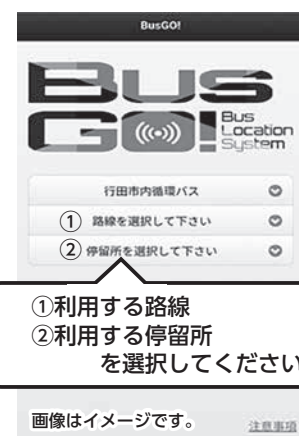 BusGO!
BUS
GO!
Bus
Location
System
行田市内循環バス
① 路線を選択して下さい
② 停留所を選択して下さい
①利用する路線
②利用する停留所
を選択してください
画像はイメージです。
注意事項